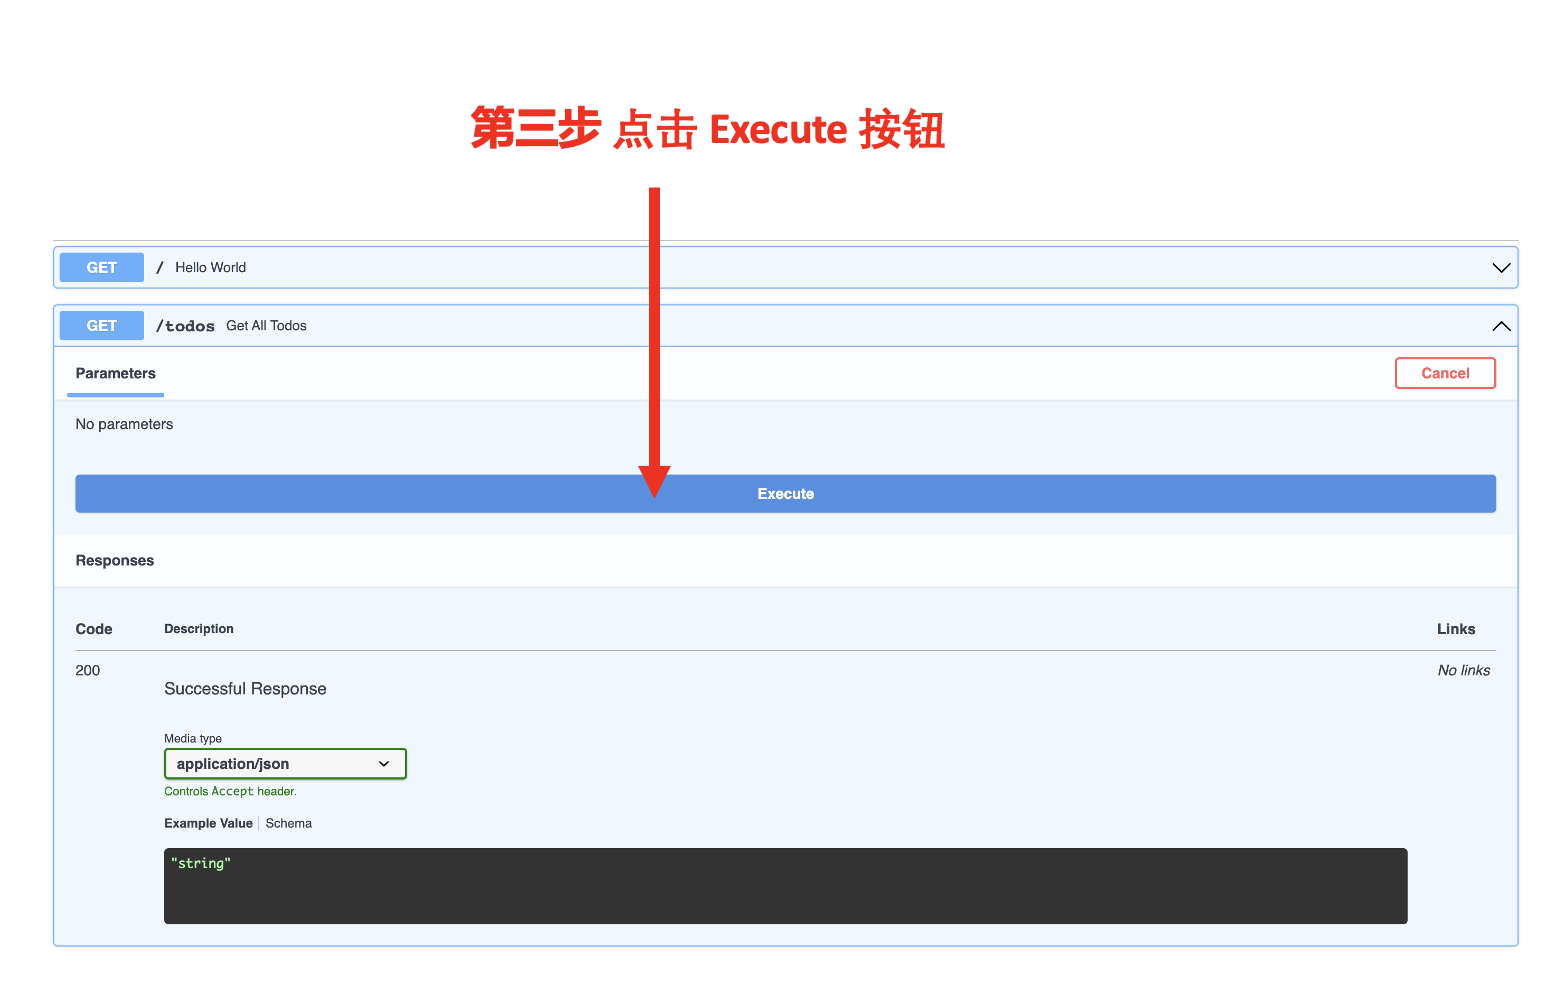 第三步 点击 Execute 按钮
GET / Hello World
GET /todos Get All Todos
Parameters Cancel
No parameters
Execute
Responses
Code Description Links
200 No links
Successful Response
Media type
application/json
Controls Accept header.
Example Value Schema
"string"